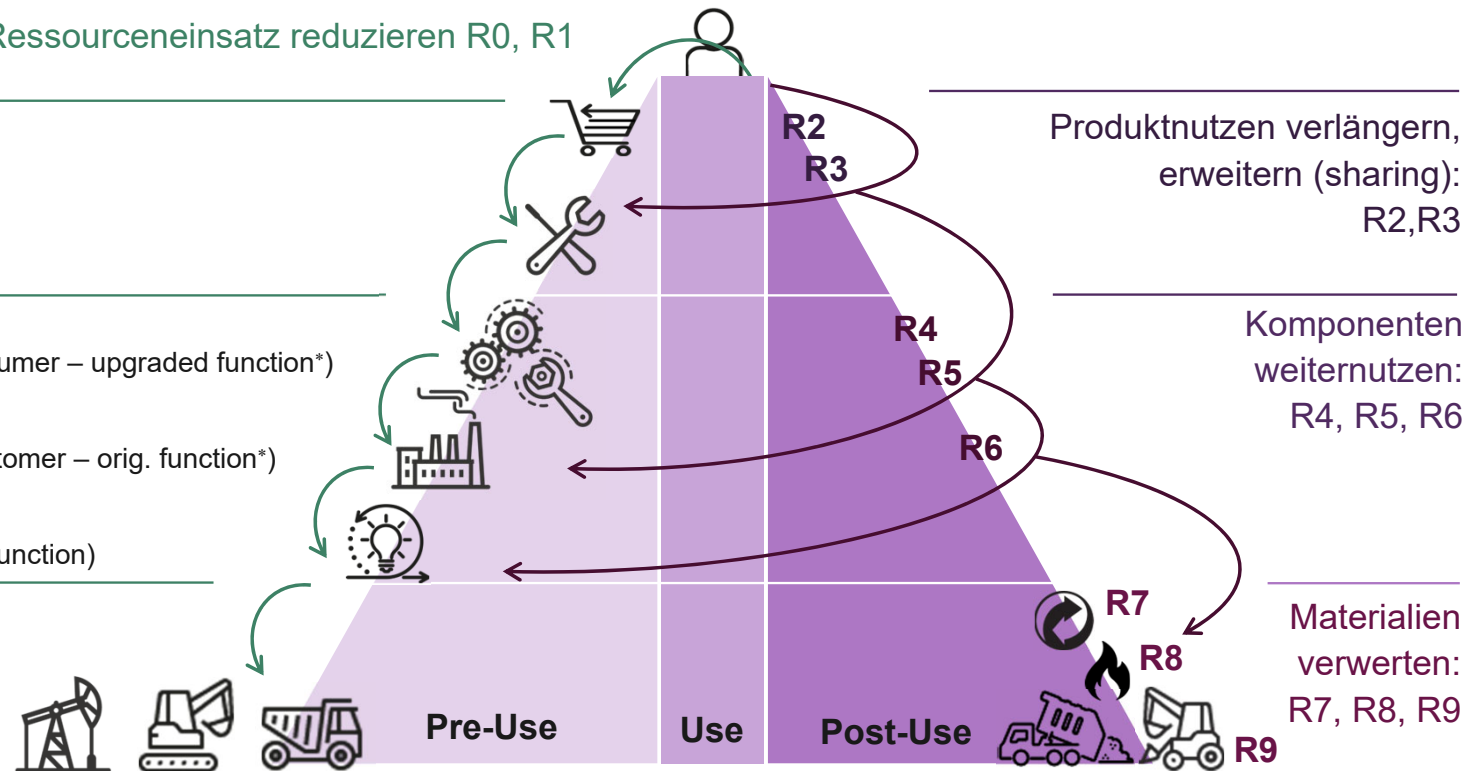 Ressourceneinsatz reduzieren R0, R1
R2
R3
Produktnutzen verlängern,
erweitern (sharing):
R2,R3
umer – upgraded function*)
R4
R5
Komponenten
weiternutzen:
R4, R5, R6
tomer – orig. function*)
R6
unction)
R7
R8
Materialien
verwerten:
R7, R8, R9
Pre-Use
Use
Post-Use
R9